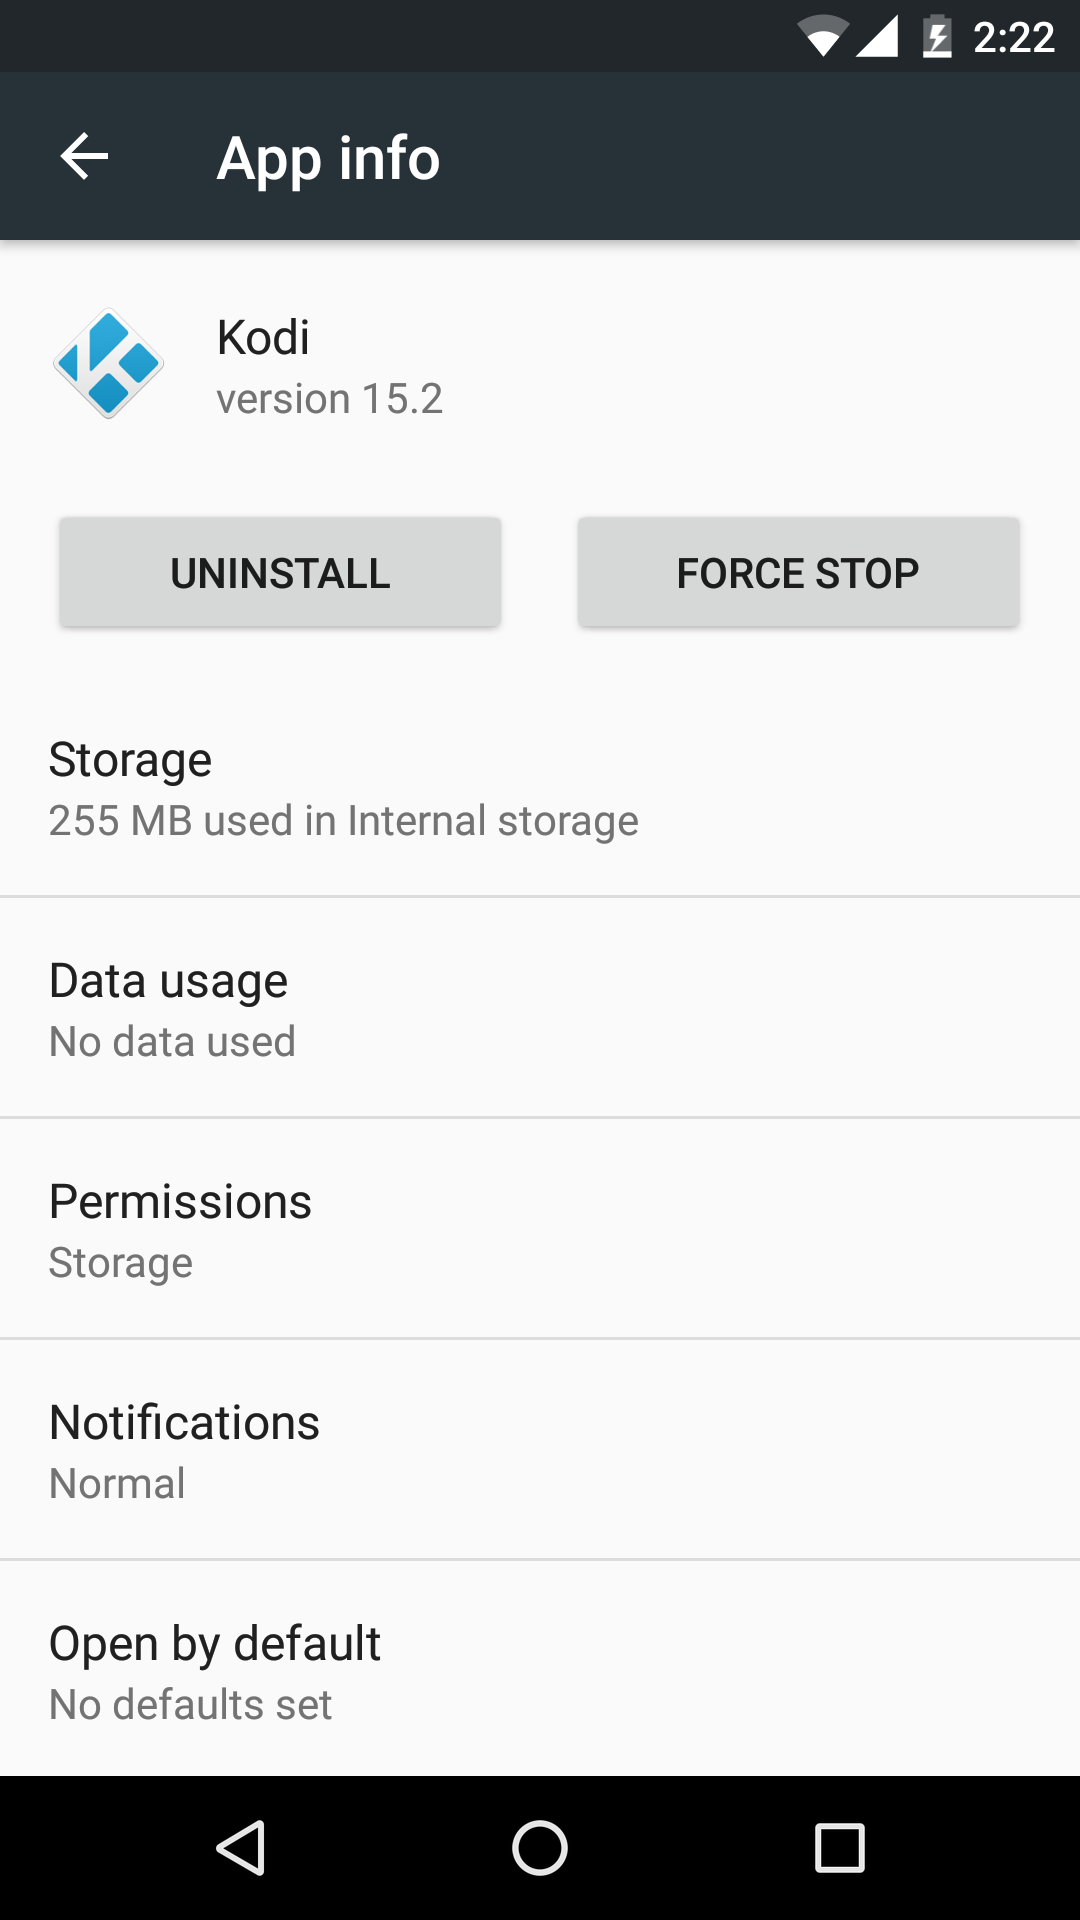 2:22
App info
Kodi
version 15.2
UNINSTALL
FORCE STOP
Storage
255 MB used in Internal storage
Data usage
No data used
Permissions
Storage
Notifications
Normal
Open by default
No defaults set